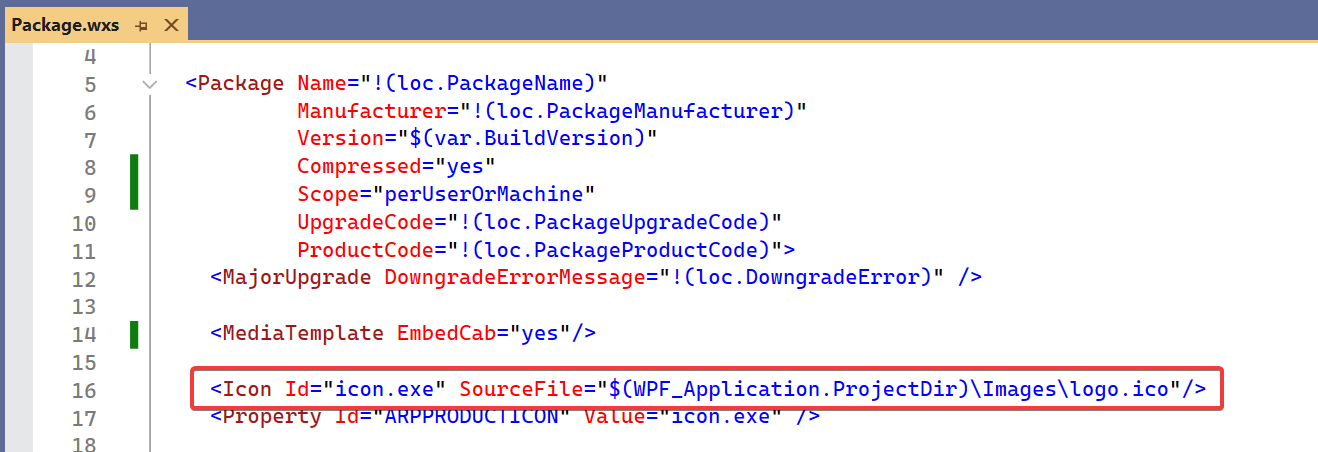 Package.wxs
4
5 <Package Name="!(loc.PackageName)"
6 Manufacturer="!(loc.PackageManufacturer)"
7 Version="$(var.BuildVersion)"
8 Compressed="yes"
9 Scope="perUserOrMachine"
10 UpgradeCode="!(loc.PackageUpgradeCode)"
11 ProductCode="!(loc.PackageProductCode)">
12 <MajorUpgrade DowngradeErrorMessage="!(loc.DowngradeError)" />
13
14 <MediaTemplate EmbedCab="yes"/>
15
16 <Icon Id="icon.exe" SourceFile="$(WPF_Application.ProjectDir)\Images\logo.ico"/>
17 <Property Id="ARPPRODUCTICON" Value="icon.exe" />
18